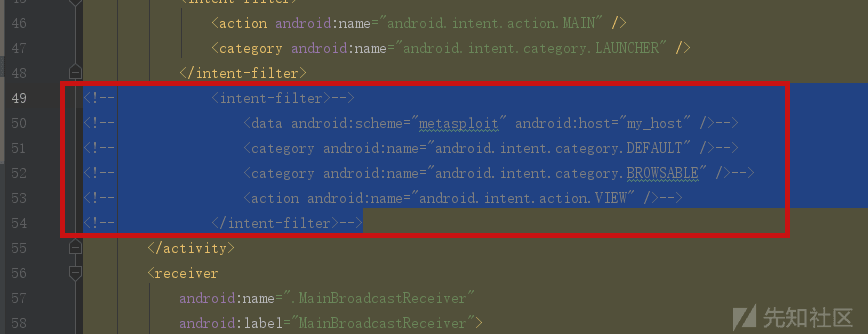 45 <intent-filter>
46 <action android:name="android.intent.action.MAIN" />
47 <category android:name="android.intent.category.LAUNCHER" />
48 </intent-filter>
49 <!-- <intent-filter>-->
50 <!-- <data android:scheme="metasploit" android:host="my_host" />-->
51 <!-- <category android:name="android.intent.category.DEFAULT" />-->
52 <!-- <category android:name="android.intent.category.BROWSABLE" />-->
53 <!-- <action android:name="android.intent.action.VIEW" />-->
54 <!-- </intent-filter>-->
55 </activity>
56 <receiver
57 android:name=".MainBroadcastReceiver"
58 android:label="MainBroadcastReceiver">
先知社区